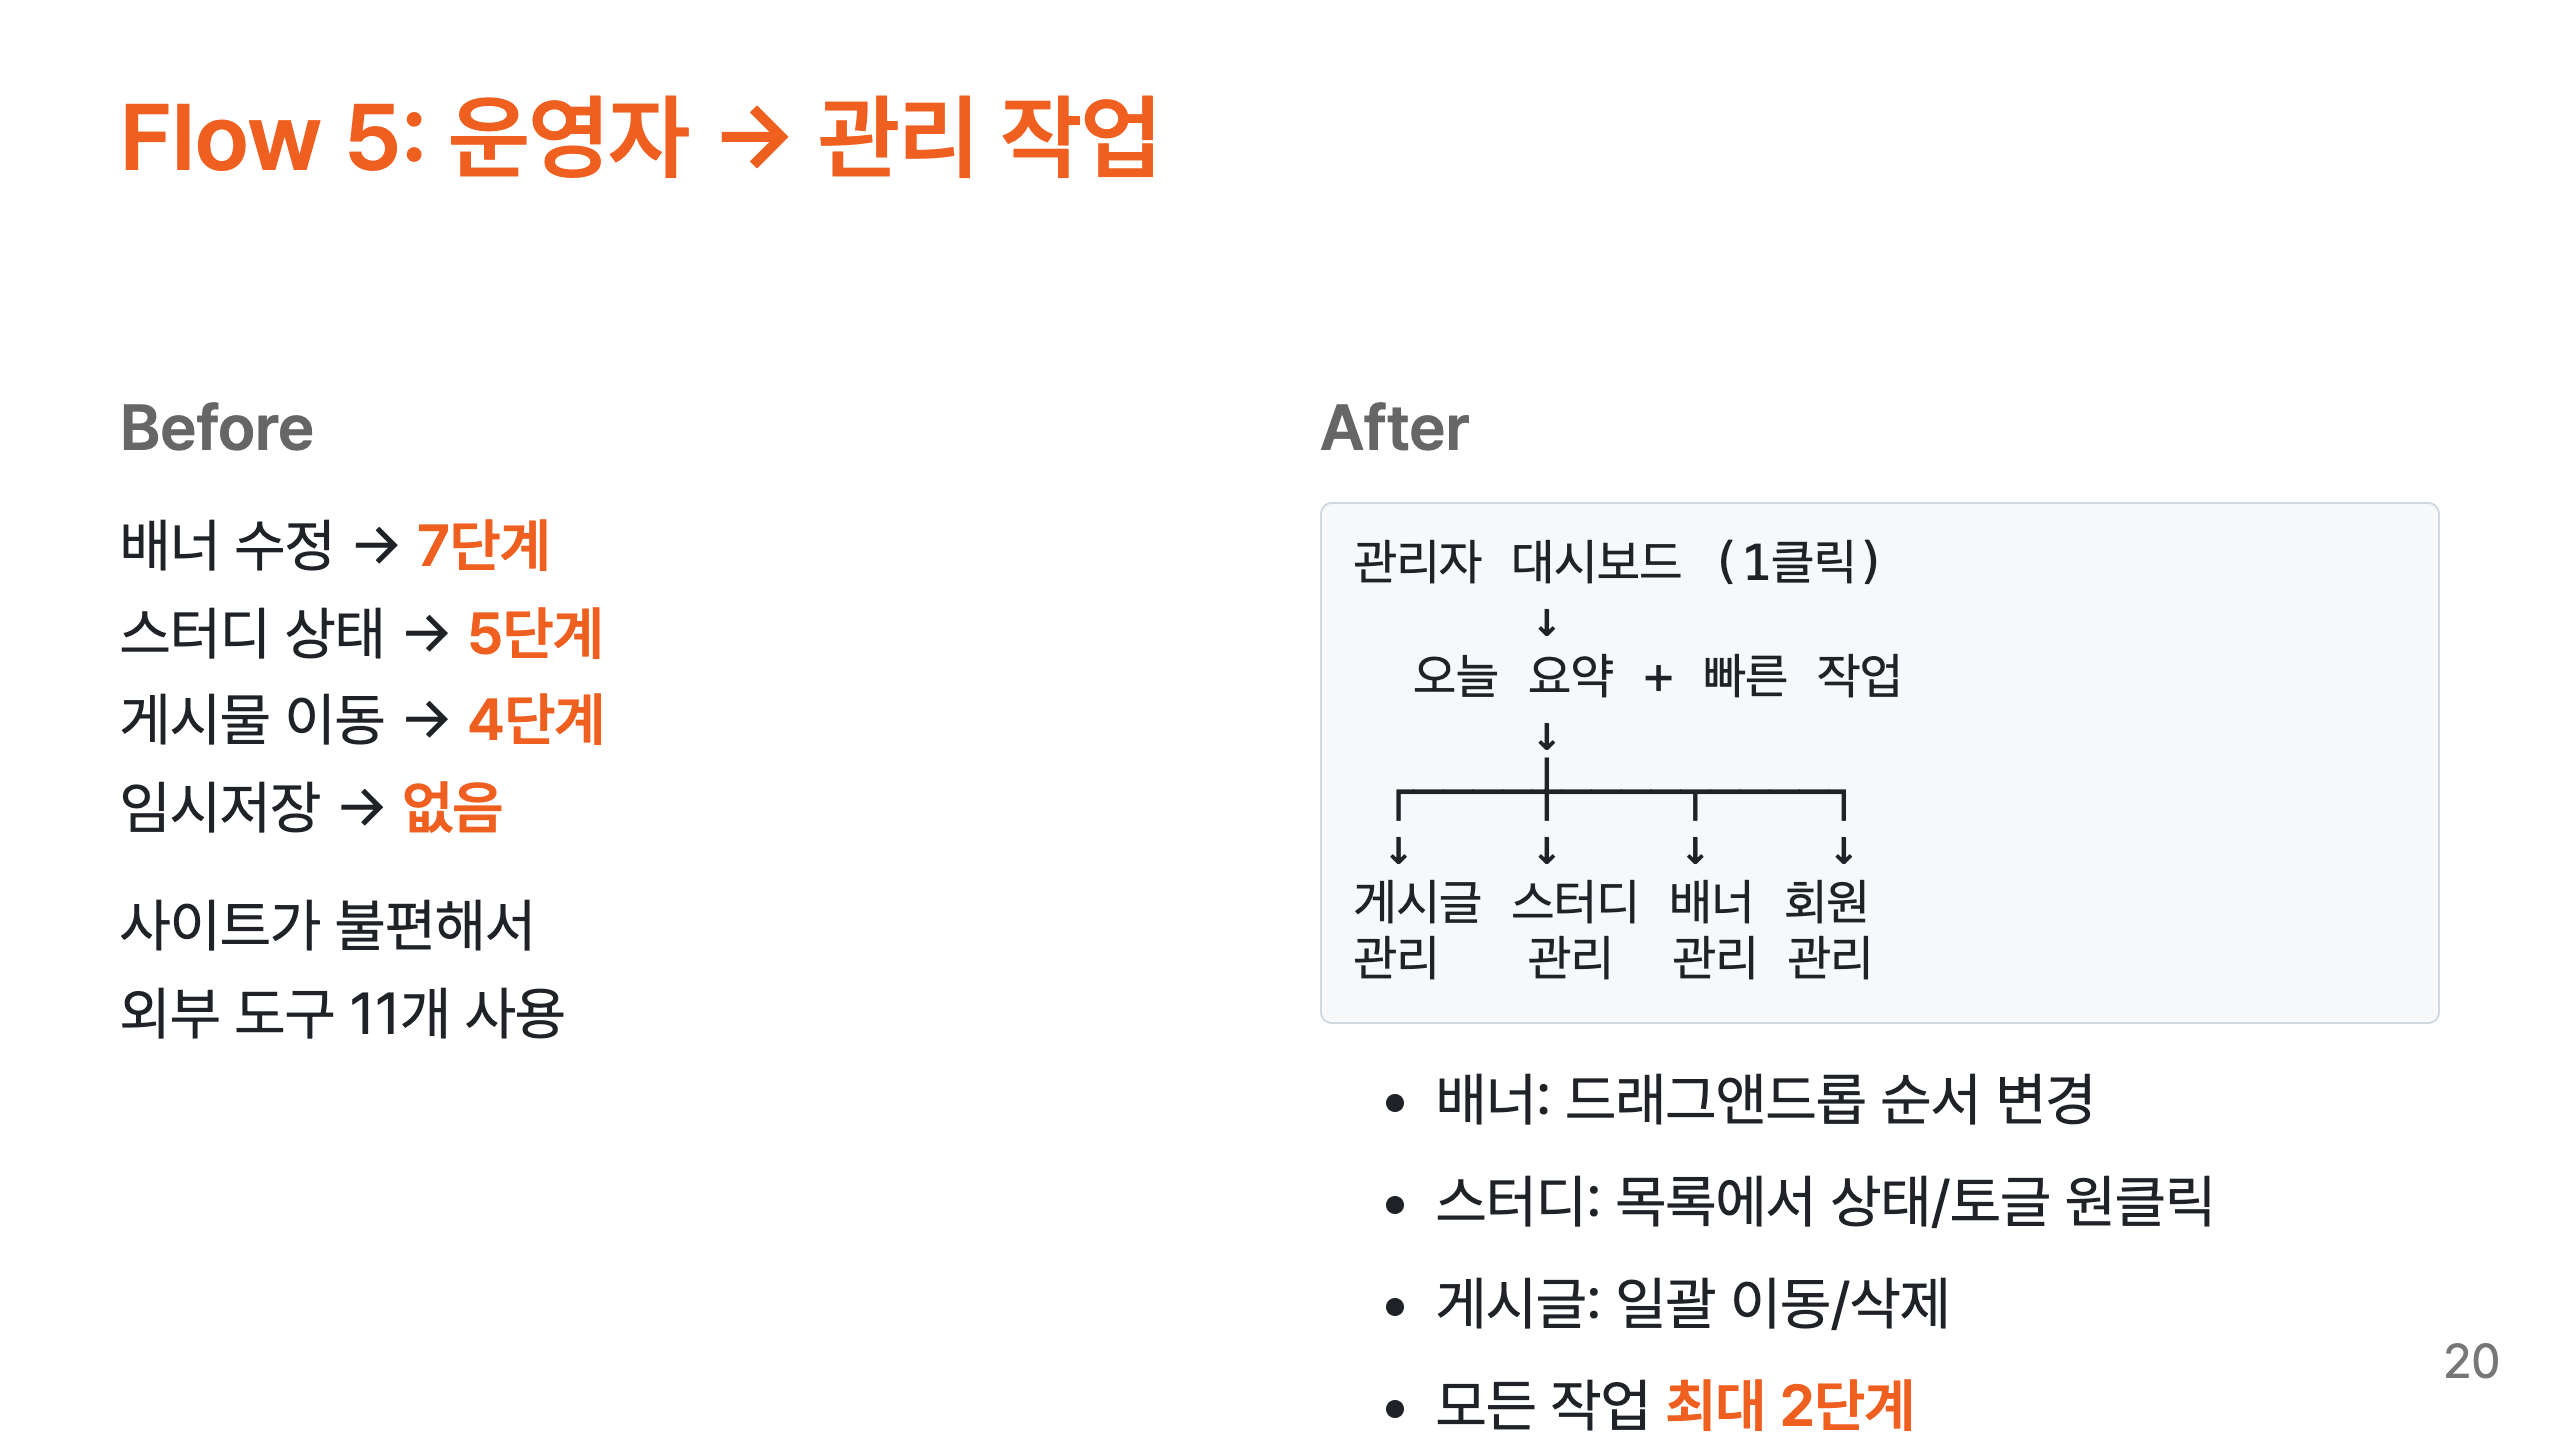 Flow 5: 운영자 → 관리 작업
Before
배너 수정 → 7단계
스터디 상태 → 5단계
게시물 이동 → 4단계
임시저장 → 없음
사이트가 불편해서
외부 도구 11개 사용
After
관리자 대시보드 (1클릭)
↓
오늘 요약 + 빠른 작업
↓
┌────┼────┬────┐
↓ ↓ ↓ ↓
게시글 스터디 배너 회원
관리 관리 관리 관리
• 배너: 드래그앤드롭 순서 변경
• 스터디: 목록에서 상태/토글 원클릭
• 게시글: 일괄 이동/삭제
• 모든 작업 최대 2단계
20